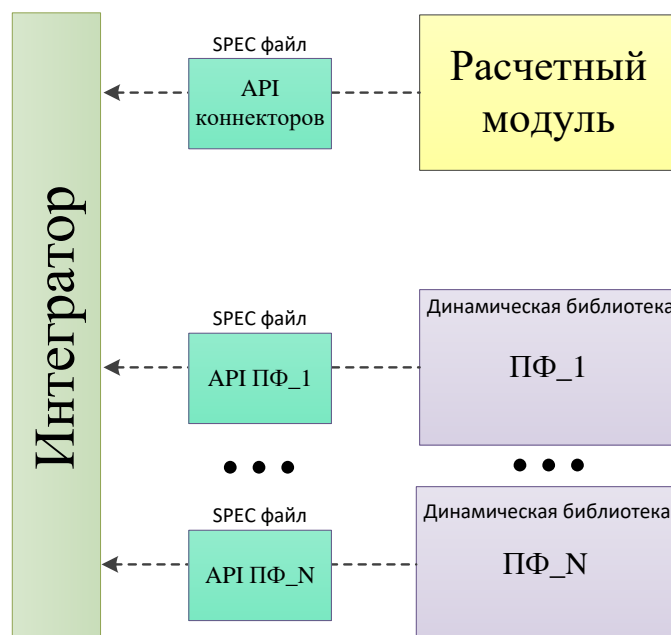 Интегратор
SPEC файл
API
коннекторов
Расчетный
модуль
SPEC файл
API ПФ_1
Динамическая библиотека
ПФ_1
SPEC файл
API ПФ_N
Динамическая библиотека
ПФ_N